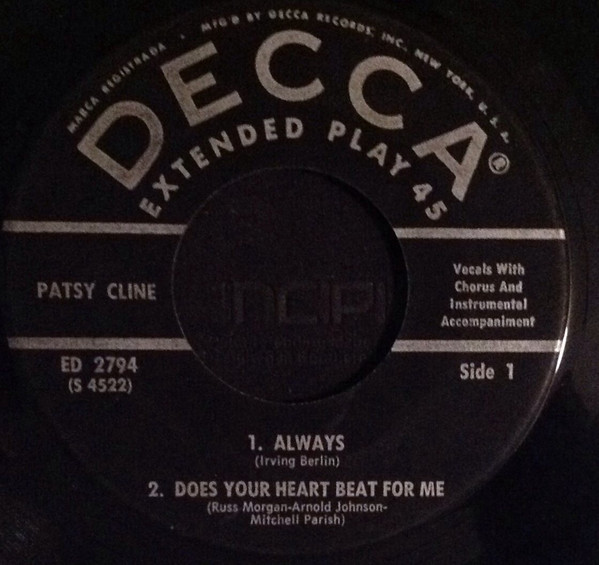 MARCA REGISTRADA • MFG'D BY DECCA RECORDS, INC. NEW YORK, U.S.A.
DECCA®
EXTENDED PLAY 45
PATSY CLINE
Vocals With
Chorus And
Instrumental
Accompaniment
ED 2794
(S 4522)
Side 1
1. ALWAYS
(Irving Berlin)
2. DOES YOUR HEART BEAT FOR ME
(Russ Morgan-Arnold Johnson-
Mitchell Parish)